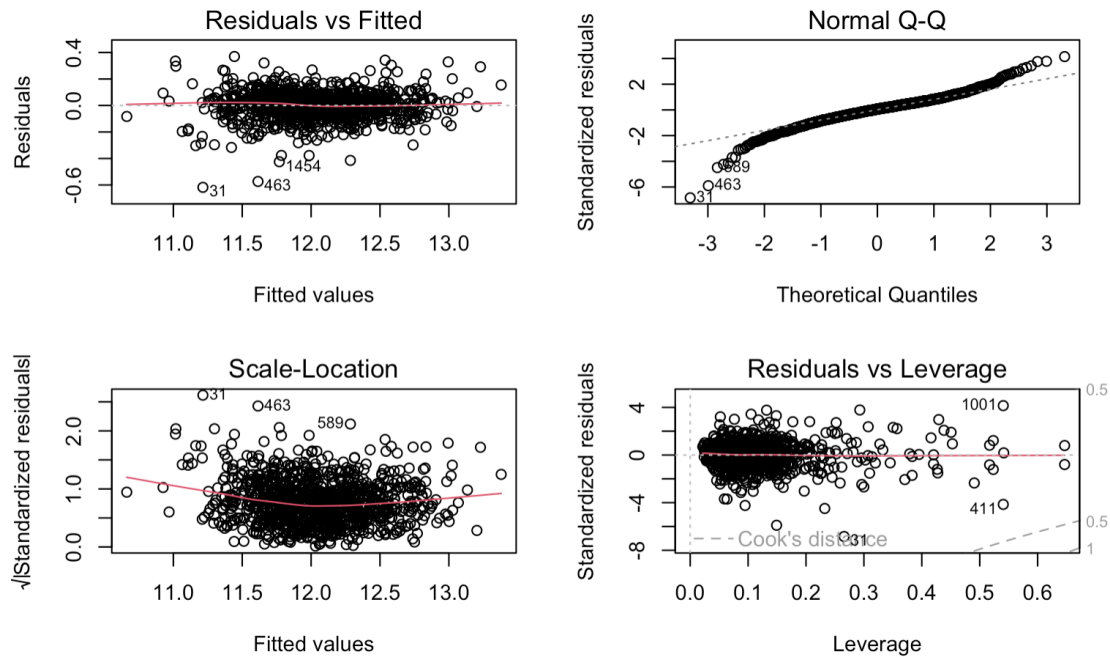 Residuals vs Fitted
Residuals
0.4
0.0
-0.6
1454
463
31
11.0 11.5 12.0 12.5 13.0
Fitted values
Normal Q-Q
Standardized residuals
2
-2
-6
589
463
31
-3 -2 -1 0 1 2 3
Theoretical Quantiles
Scale-Location
√|Standardized residuals|
2.0
1.0
0.0
31
463
589
11.0 11.5 12.0 12.5 13.0
Fitted values
Residuals vs Leverage
Standardized residuals
4
0
-4
-8
1001
411
31
Cook's distance
0.5
0.5
1
0.0 0.1 0.2 0.3 0.4 0.5 0.6
Leverage